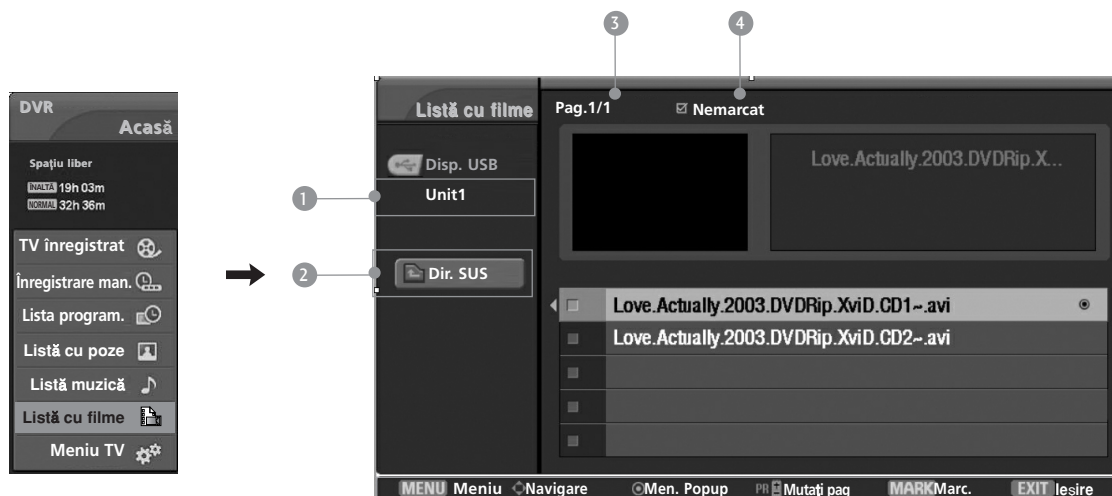 3
4
DVR
Acasă
Spaţiu liber
ÎNALTĂ 19h 03m
NORMAL 32h 36m
TV înregistrat
Înregistrare man.
Lista program.
Listă cu poze
Listă muzică
Listă cu filme
Meniu TV
1
2
Listă cu filme
Disp. USB
Unit1
Dir. SUS
Pag.1/1
Nemarcat
Love.Actually.2003.DVDRip.X...
Love.Actually.2003.DVDRip.XviD.CD1~.avi
Love.Actually.2003.DVDRip.XviD.CD2~.avi
MENU Meniu Navigare Men. Popup PR Mutaţi pag MARK Marc. EXIT Ieşire